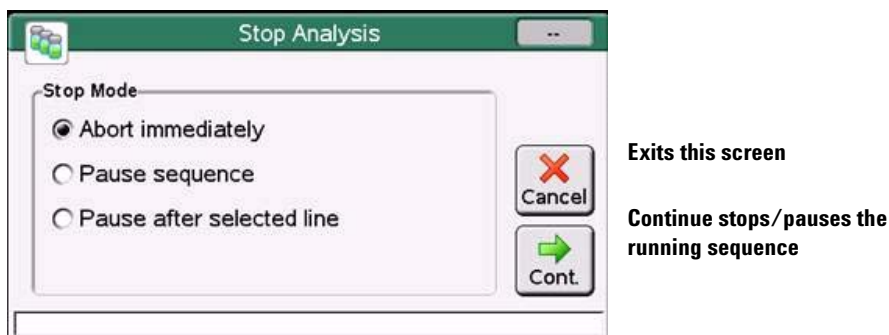 Stop Analysis
--
Stop Mode
Abort immediately
Pause sequence
Pause after selected line
Cancel
Cont.
Exits this screen
Continue stops/pauses the
running sequence